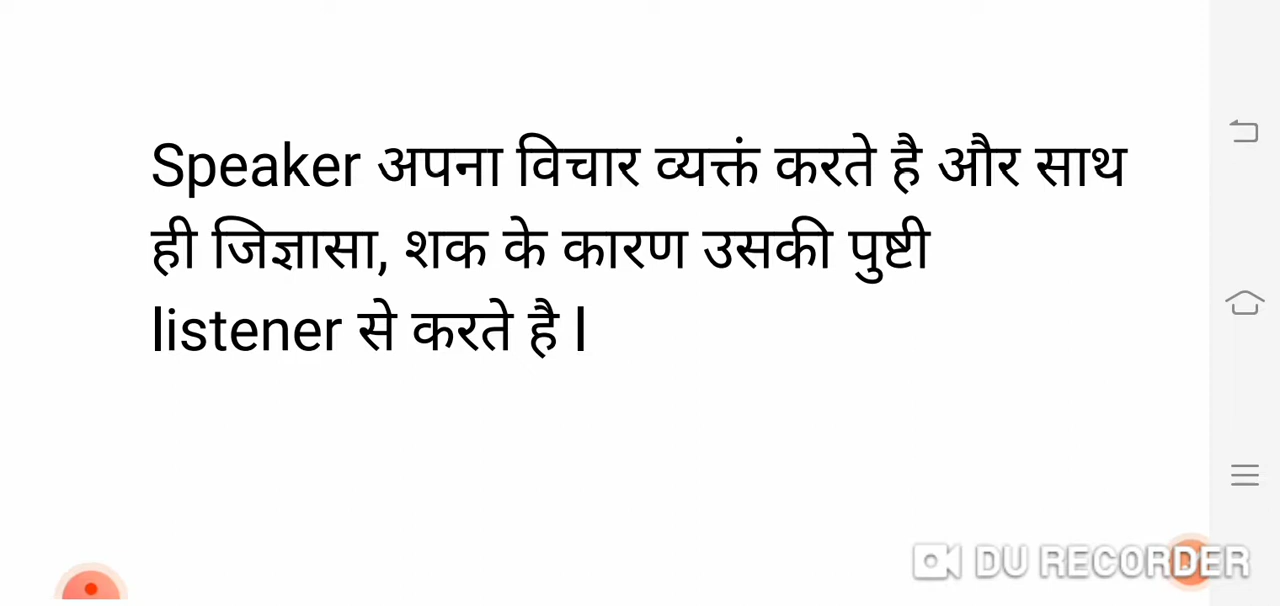 Speaker अपना विचार व्यक्तं करते है और साथ
ही जिज्ञासा, शक के कारण उसकी पुष्टी
listener से करते है l
DU RECORDER